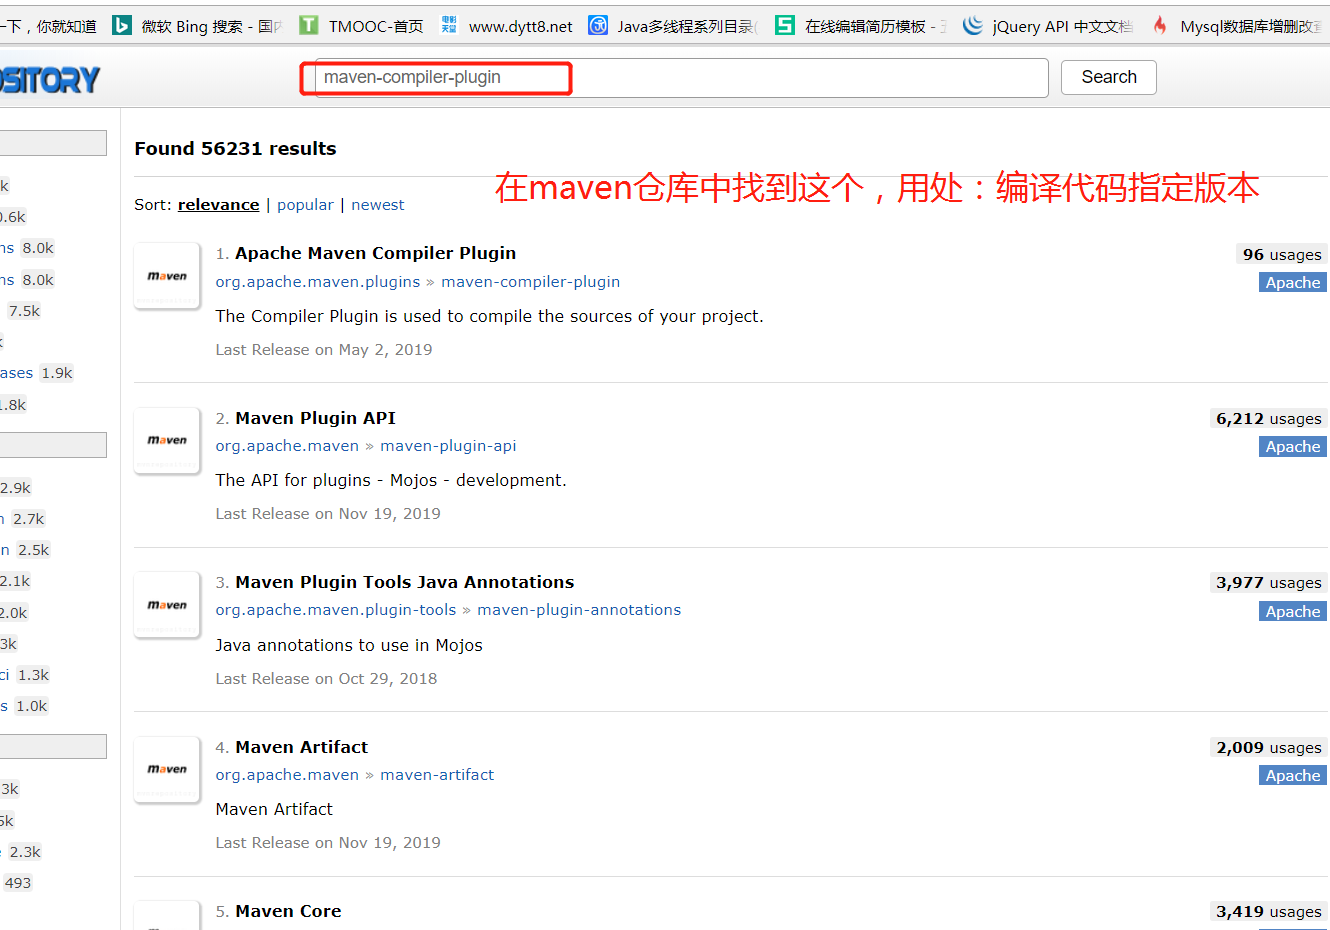 一下，你就知道 微软 Bing 搜索 - 国内 TMOOC-首页 www.dytt8.net Java多线程系列目录( 在线编辑简历模板 - jQuery API 中文文档 Mysql数据库增删改查
OSITORY maven-compiler-plugin Search
Found 56231 results
在maven仓库中找到这个，用处：编译代码指定版本
Sort: relevance | popular | newest
k
0.6k
ns 8.0k
ns 8.0k
7.5k
ases 1.9k
1.8k
2.9k
n 2.7k
n 2.5k
2.1k
2.0k
3k
ci 1.3k
s 1.0k
3k
5k
2.3k
493
1. Apache Maven Compiler Plugin 96 usages
org.apache.maven.plugins » maven-compiler-plugin Apache
maven
The Compiler Plugin is used to compile the sources of your project.
Last Release on May 2, 2019
2. Maven Plugin API 6,212 usages
org.apache.maven » maven-plugin-api Apache
maven
The API for plugins - Mojos - development.
Last Release on Nov 19, 2019
3. Maven Plugin Tools Java Annotations 3,977 usages
org.apache.maven.plugin-tools » maven-plugin-annotations Apache
maven
Java annotations to use in Mojos
Last Release on Oct 29, 2018
4. Maven Artifact 2,009 usages
org.apache.maven » maven-artifact Apache
maven
Maven Artifact
Last Release on Nov 19, 2019
5. Maven Core 3,419 usages